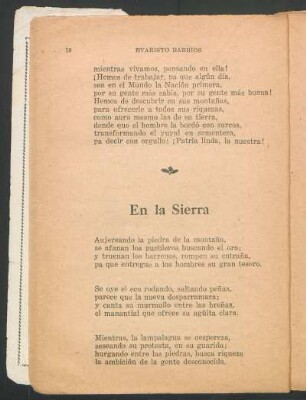 18 EVARISTO BARRIOS
mientras vivamos, pensando en ella!
¡Hemos de trabajar, pa que algún día,
sea en el Mundo la Nación primera,
por su gente más sabia, por su gente más buena!
Hemos de descubrir en sus montañas,
para ofrecerle a todos sus riquezas,
como aura mesmo las de su tierra,
dende que el hombre la bordó con surcos,
transformando el yuyal en sementera,
pa decir con orgullo: ¡Patria linda, la nuestra!
En la Sierra
Aujereando la piedra de la montaña,
se afanan los puebleros buscando el oro;
y truenan los barrenos, rompen su entraña,
pa que entregue a los hombres su gran tesoro.
Se oye el eco rodando, saltando peñas,
parece que la nueva desparramara;
y canta su murmullo entre las breñas,
el manantial que ofrece su agüita clara.
Mientras, la lampalagua se despereza,
asomando su protesta, en su guarida;
hurgando entre las piedras, busca riqueza
la ambición de la gente desconocida.